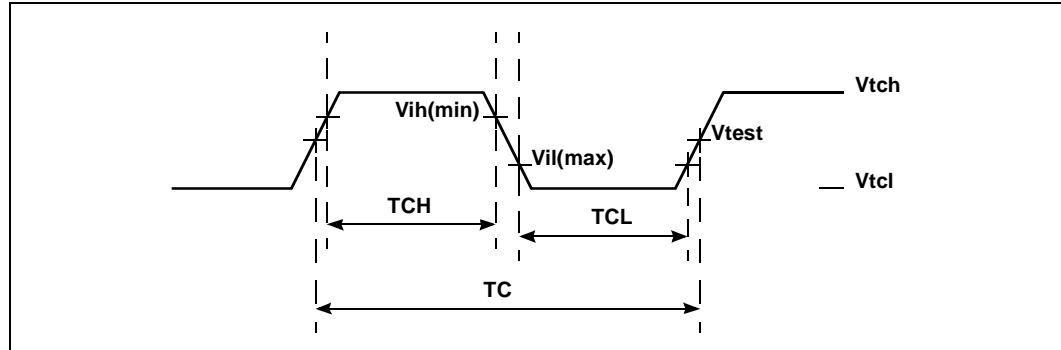 Vtch
Vih(min)
Vtest
Vil(max)
Vtcl
TCH
TCL
TC